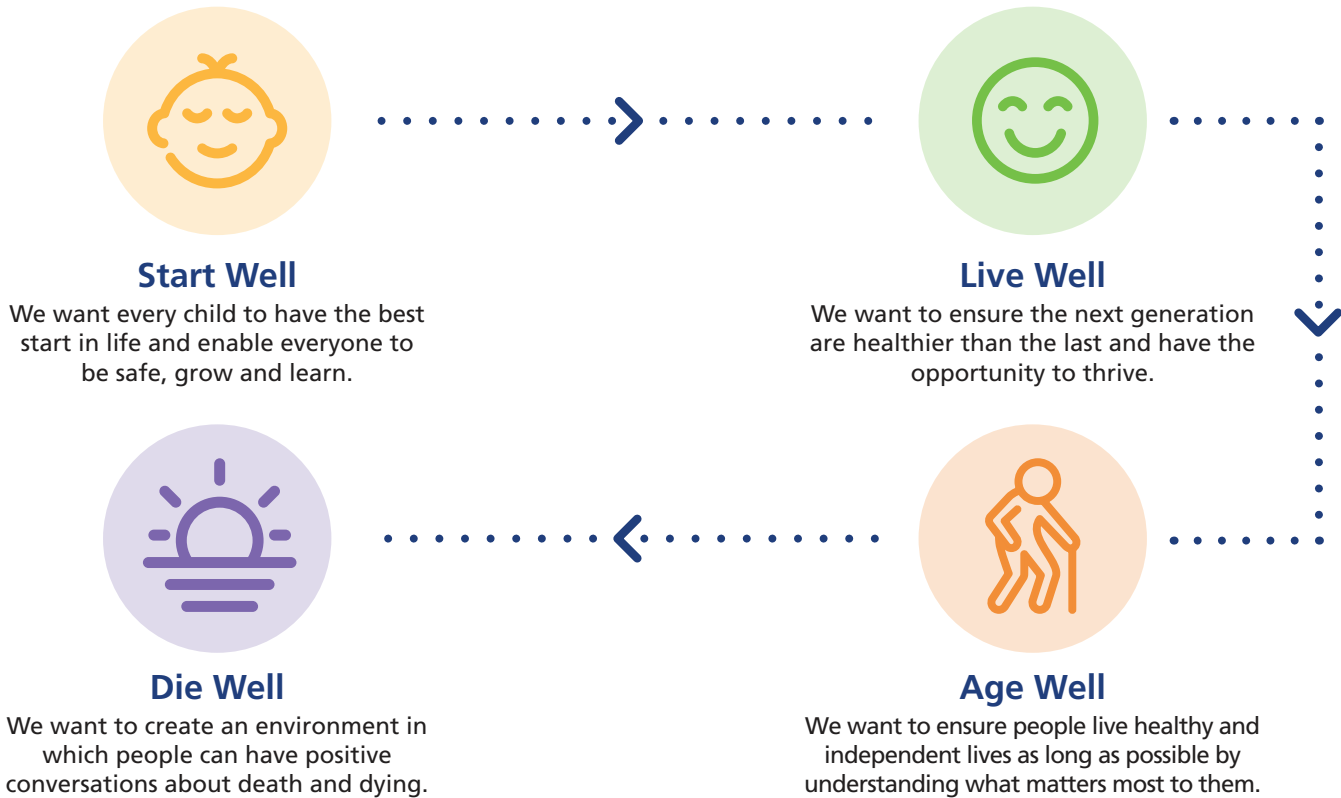 Start Well
We want every child to have the best
start in life and enable everyone to
be safe, grow and learn.
Live Well
We want to ensure the next generation
are healthier than the last and have the
opportunity to thrive.
Age Well
We want to ensure people live healthy and
independent lives as long as possible by
understanding what matters most to them.
Die Well
We want to create an environment in
which people can have positive
conversations about death and dying.